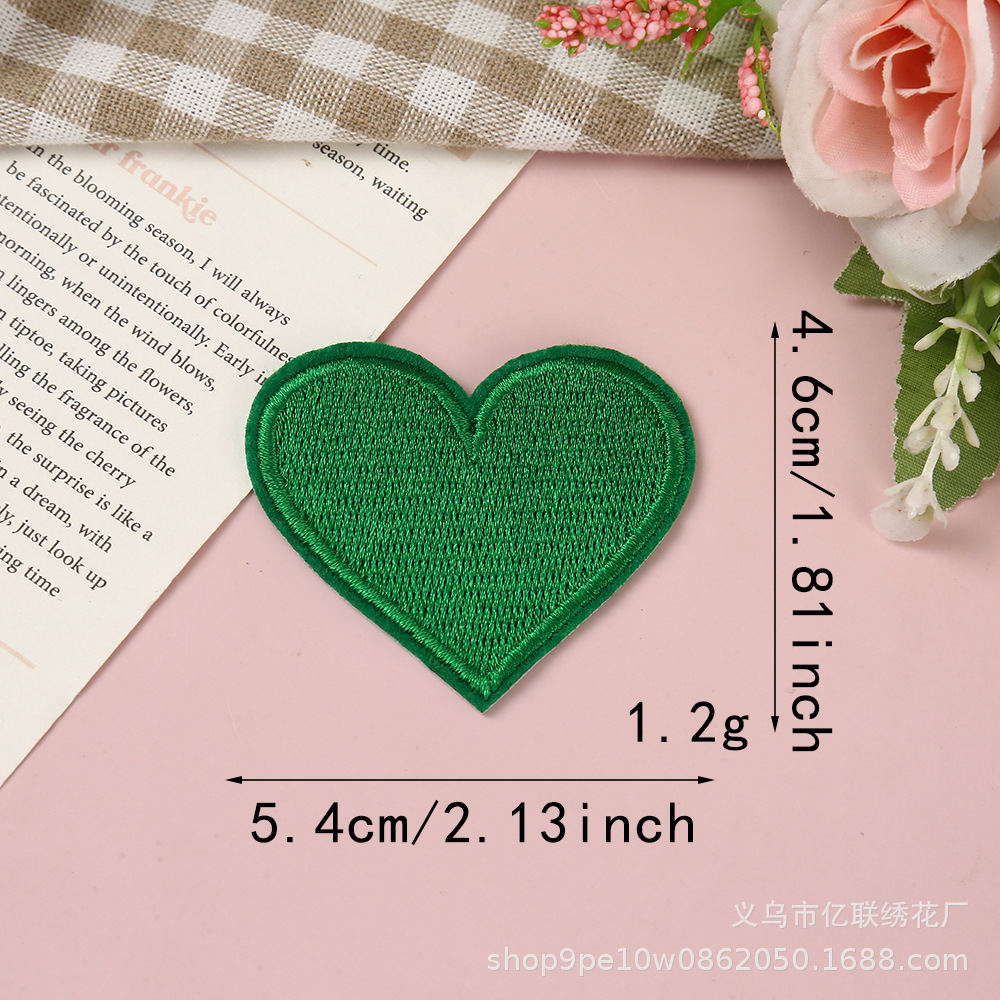 time.
season, waiting
frankie
In the blooming season, I will always
be fascinated by the touch of colorfulness
tentionally or unintentionally. Early i
morning, when the wind blows,
lingers among the flowers,
n tiptoe, taking pictures
lling the fragrance of the
y seeing the cherry
, the surprise is like a
n a dream, with
ly, just look up
ing time
4.6cm/1.81inch
1.2g
5.4cm/2.13inch
义乌市亿联绣花厂
shop9pe10w0862050.1688.com